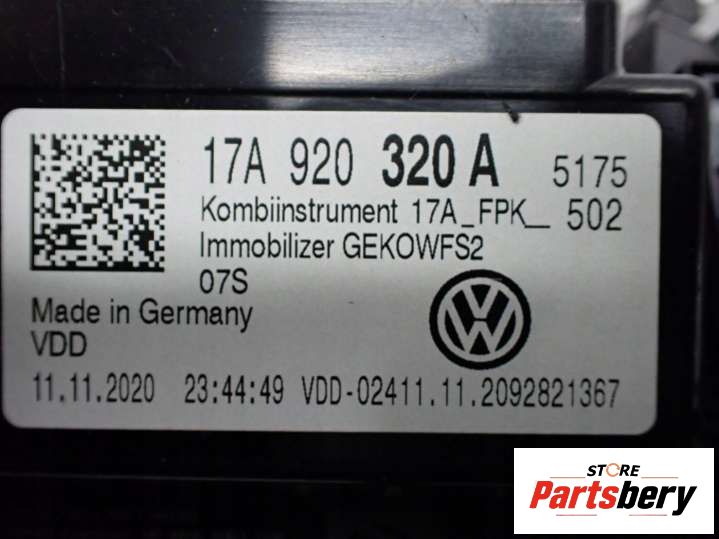 17A 920 320 A 5175
Kombiinstrument 17A_FPK_ 502
Immobilizer GEKOWFS2
07S
Made in Germany
VDD
11.11.2020 23:44:49 VDD-02411.11.2092821367
STORE
Partsbery